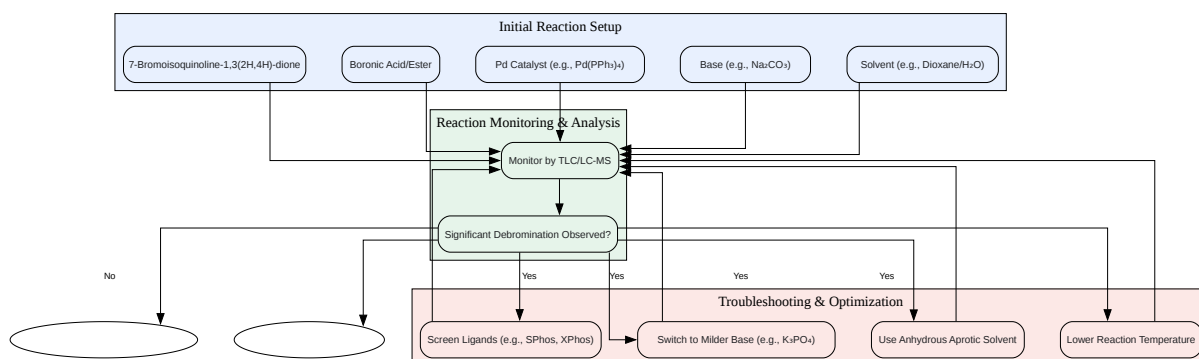 Initial Reaction Setup
7-Bromoisoquinoline-1,3(2H,4H)-dione
Boronic Acid/Ester
Pd Catalyst (e.g., Pd(PPh₃)₄)
Base (e.g., Na₂CO₃)
Solvent (e.g., Dioxane/H₂O)
Reaction Monitoring & Analysis
Monitor by TLC/LC-MS
Significant Debromination Observed?
No
Yes
Yes
Yes
Yes
Troubleshooting & Optimization
Screen Ligands (e.g., SPhos, XPhos)
Switch to Milder Base (e.g., K₃PO₄)
Use Anhydrous Aprotic Solvent
Lower Reaction Temperature